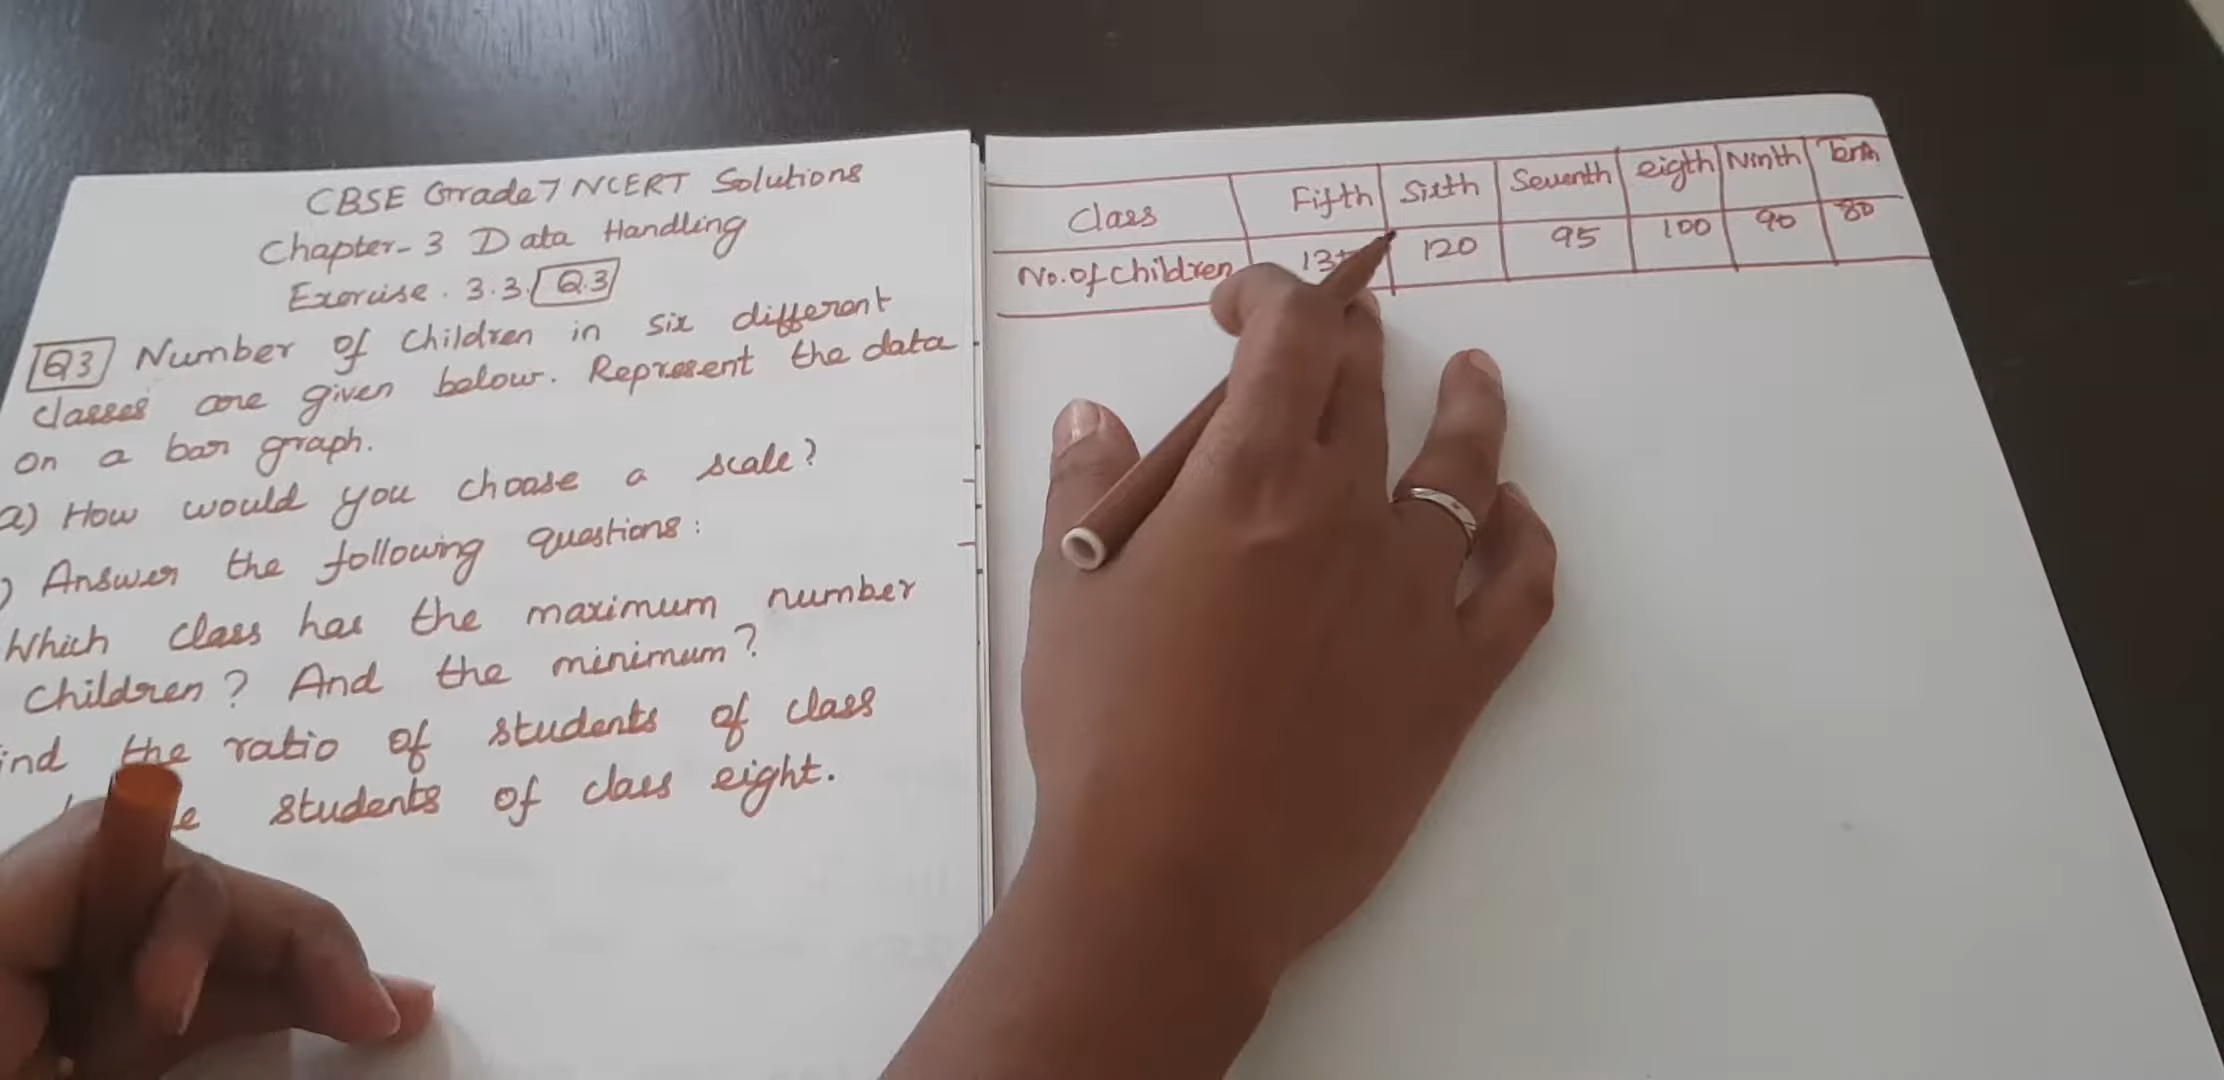 CBSE Grade 7 NCERT Solutions
Chapter-3 Data Handling
Exercise. 3.3. Q.3
Q3 Number of children in six different
classes are given below. Represent the data
on a bar graph.
a) How would you choose a scale?
) Answer the following questions:
Which class has the maximum number
children? And the minimum?
ind the ratio of students of class
students of class eight.
Class Fifth Sixth Seventh eigth Ninth Tenth
No. of children 120 95 100 90 80